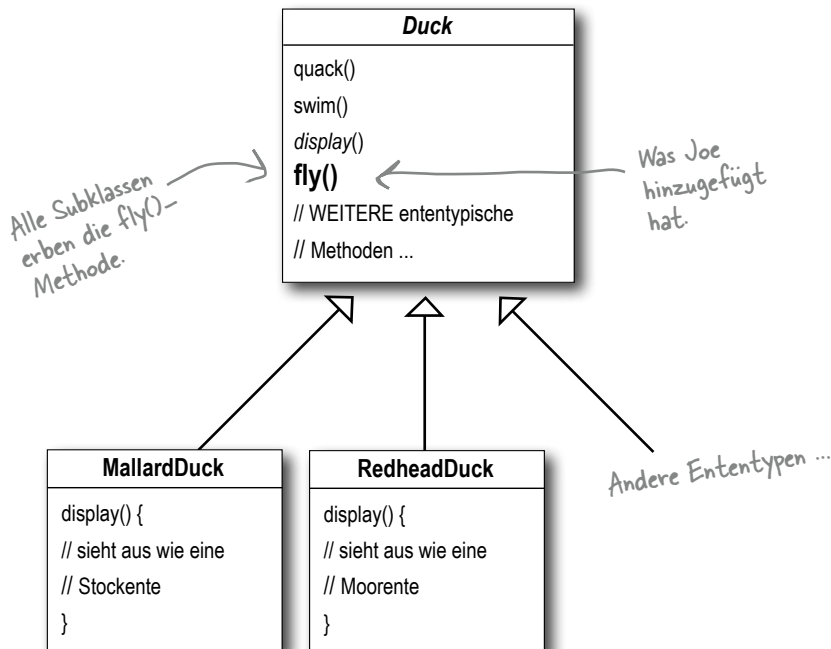 Duck
quack()
swim()
display()
fly()
// WEITERE ententypische
// Methoden ...
Alle Subklassen
erben die fly()–
Methode.
Was Joe
hinzugefügt
hat.
MallardDuck
display() {
// sieht aus wie eine
// Stockente
}
RedheadDuck
display() {
// sieht aus wie eine
// Moorente
}
Andere Ententypen ...